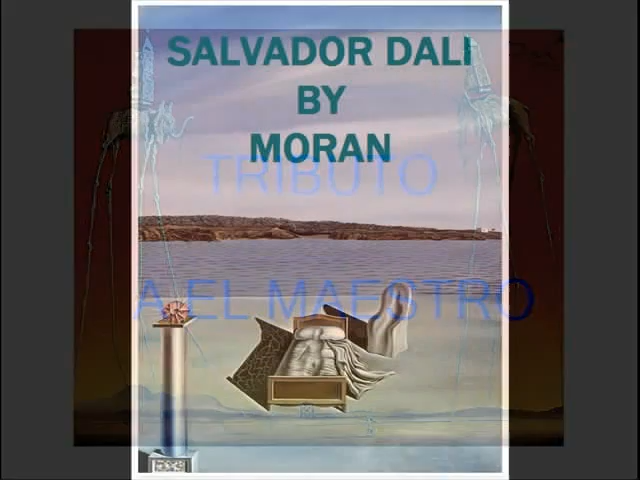 SALVADOR DALI
BY
MORAN
TRIBUTO
A EL MAESTRO